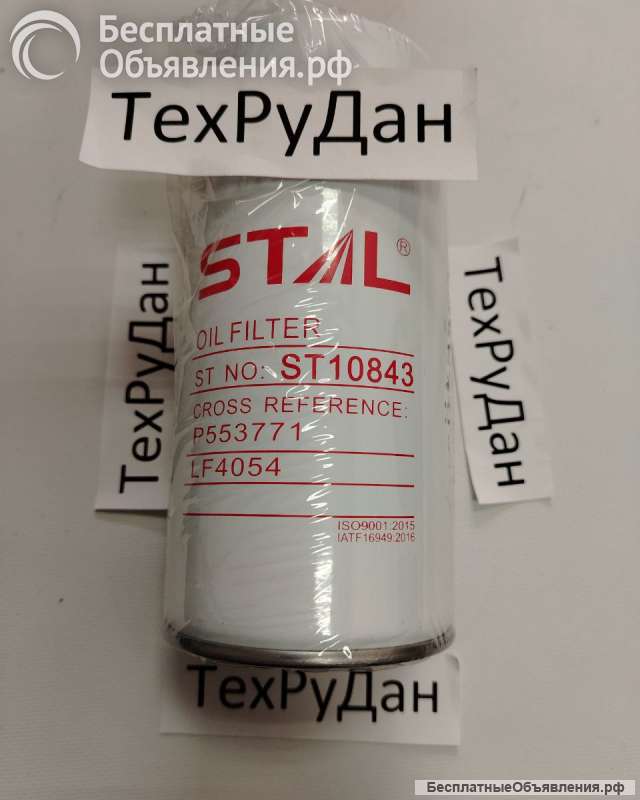 Бесплатные
Объявления.рф
ТехРуДан
STAL®
OIL FILTER
ST NO: ST10843
CROSS REFERENCE:
P553771
LF4054
ISO9001:2015
IATF16949:2016
ТехРуДан
ТехРуДан
ТехРуДан
БесплатныеОбъявления.рф